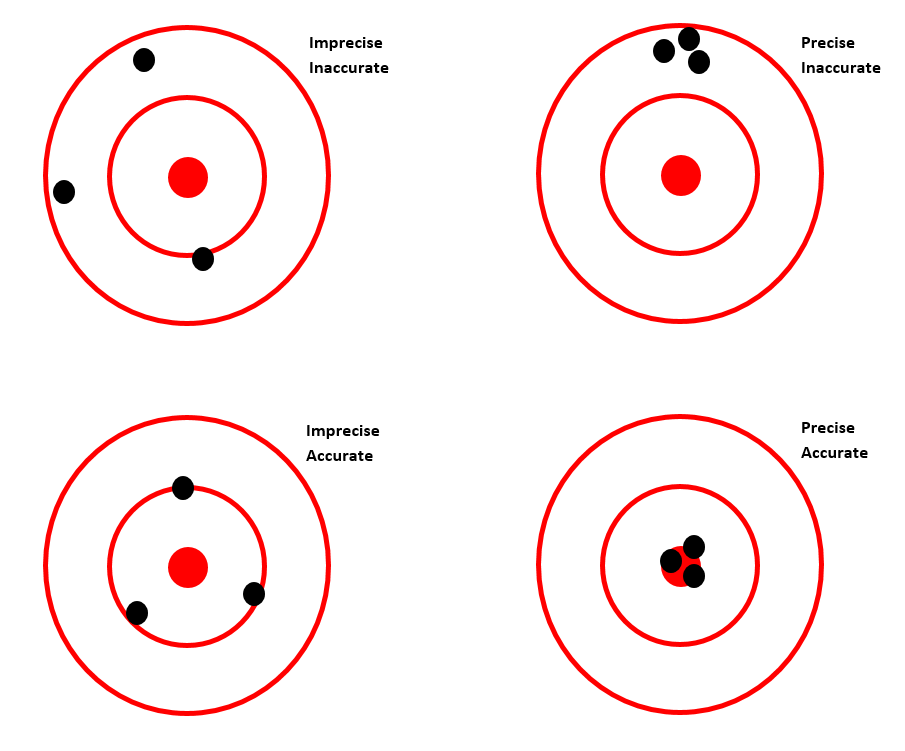 Imprecise
Inaccurate
Precise
Inaccurate
Imprecise
Accurate
Precise
Accurate